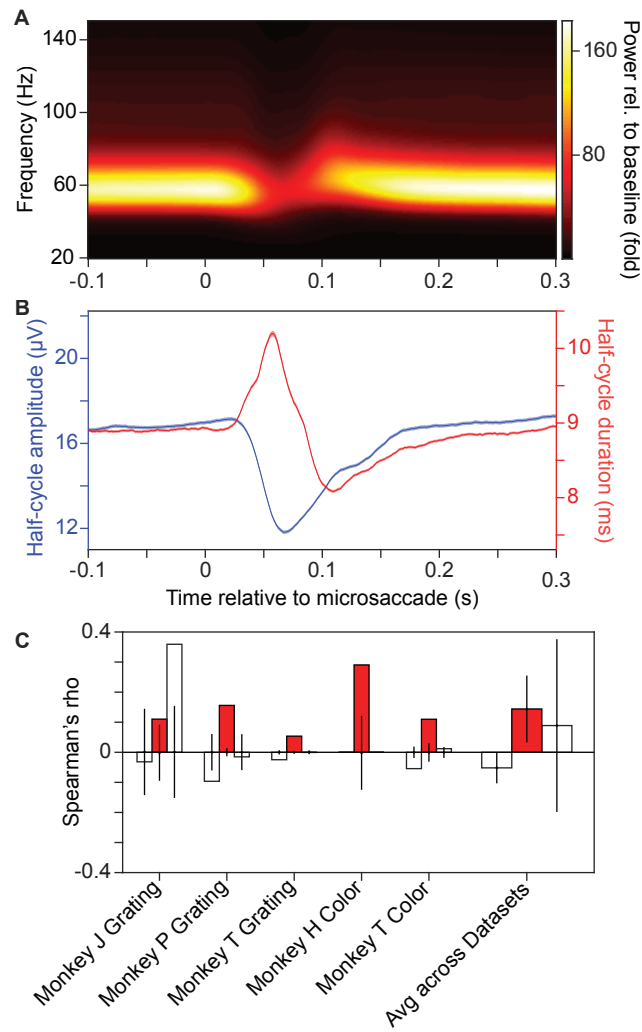 A
150
100
60
20
Frequency (Hz)
-0.1
0
0.1
0.2
0.3
160
80
Power rel. to baseline (fold)
B
20
16
12
Half-cycle amplitude (µV)
10
9
8
Half-cycle duration (ms)
-0.1
0
0.1
0.2
0.3
Time relative to microsaccade (s)
C
0.4
0
-0.4
Spearman's rho
Monkey J Grating
Monkey P Grating
Monkey T Grating
Monkey H Color
Monkey T Color
Avg across Datasets